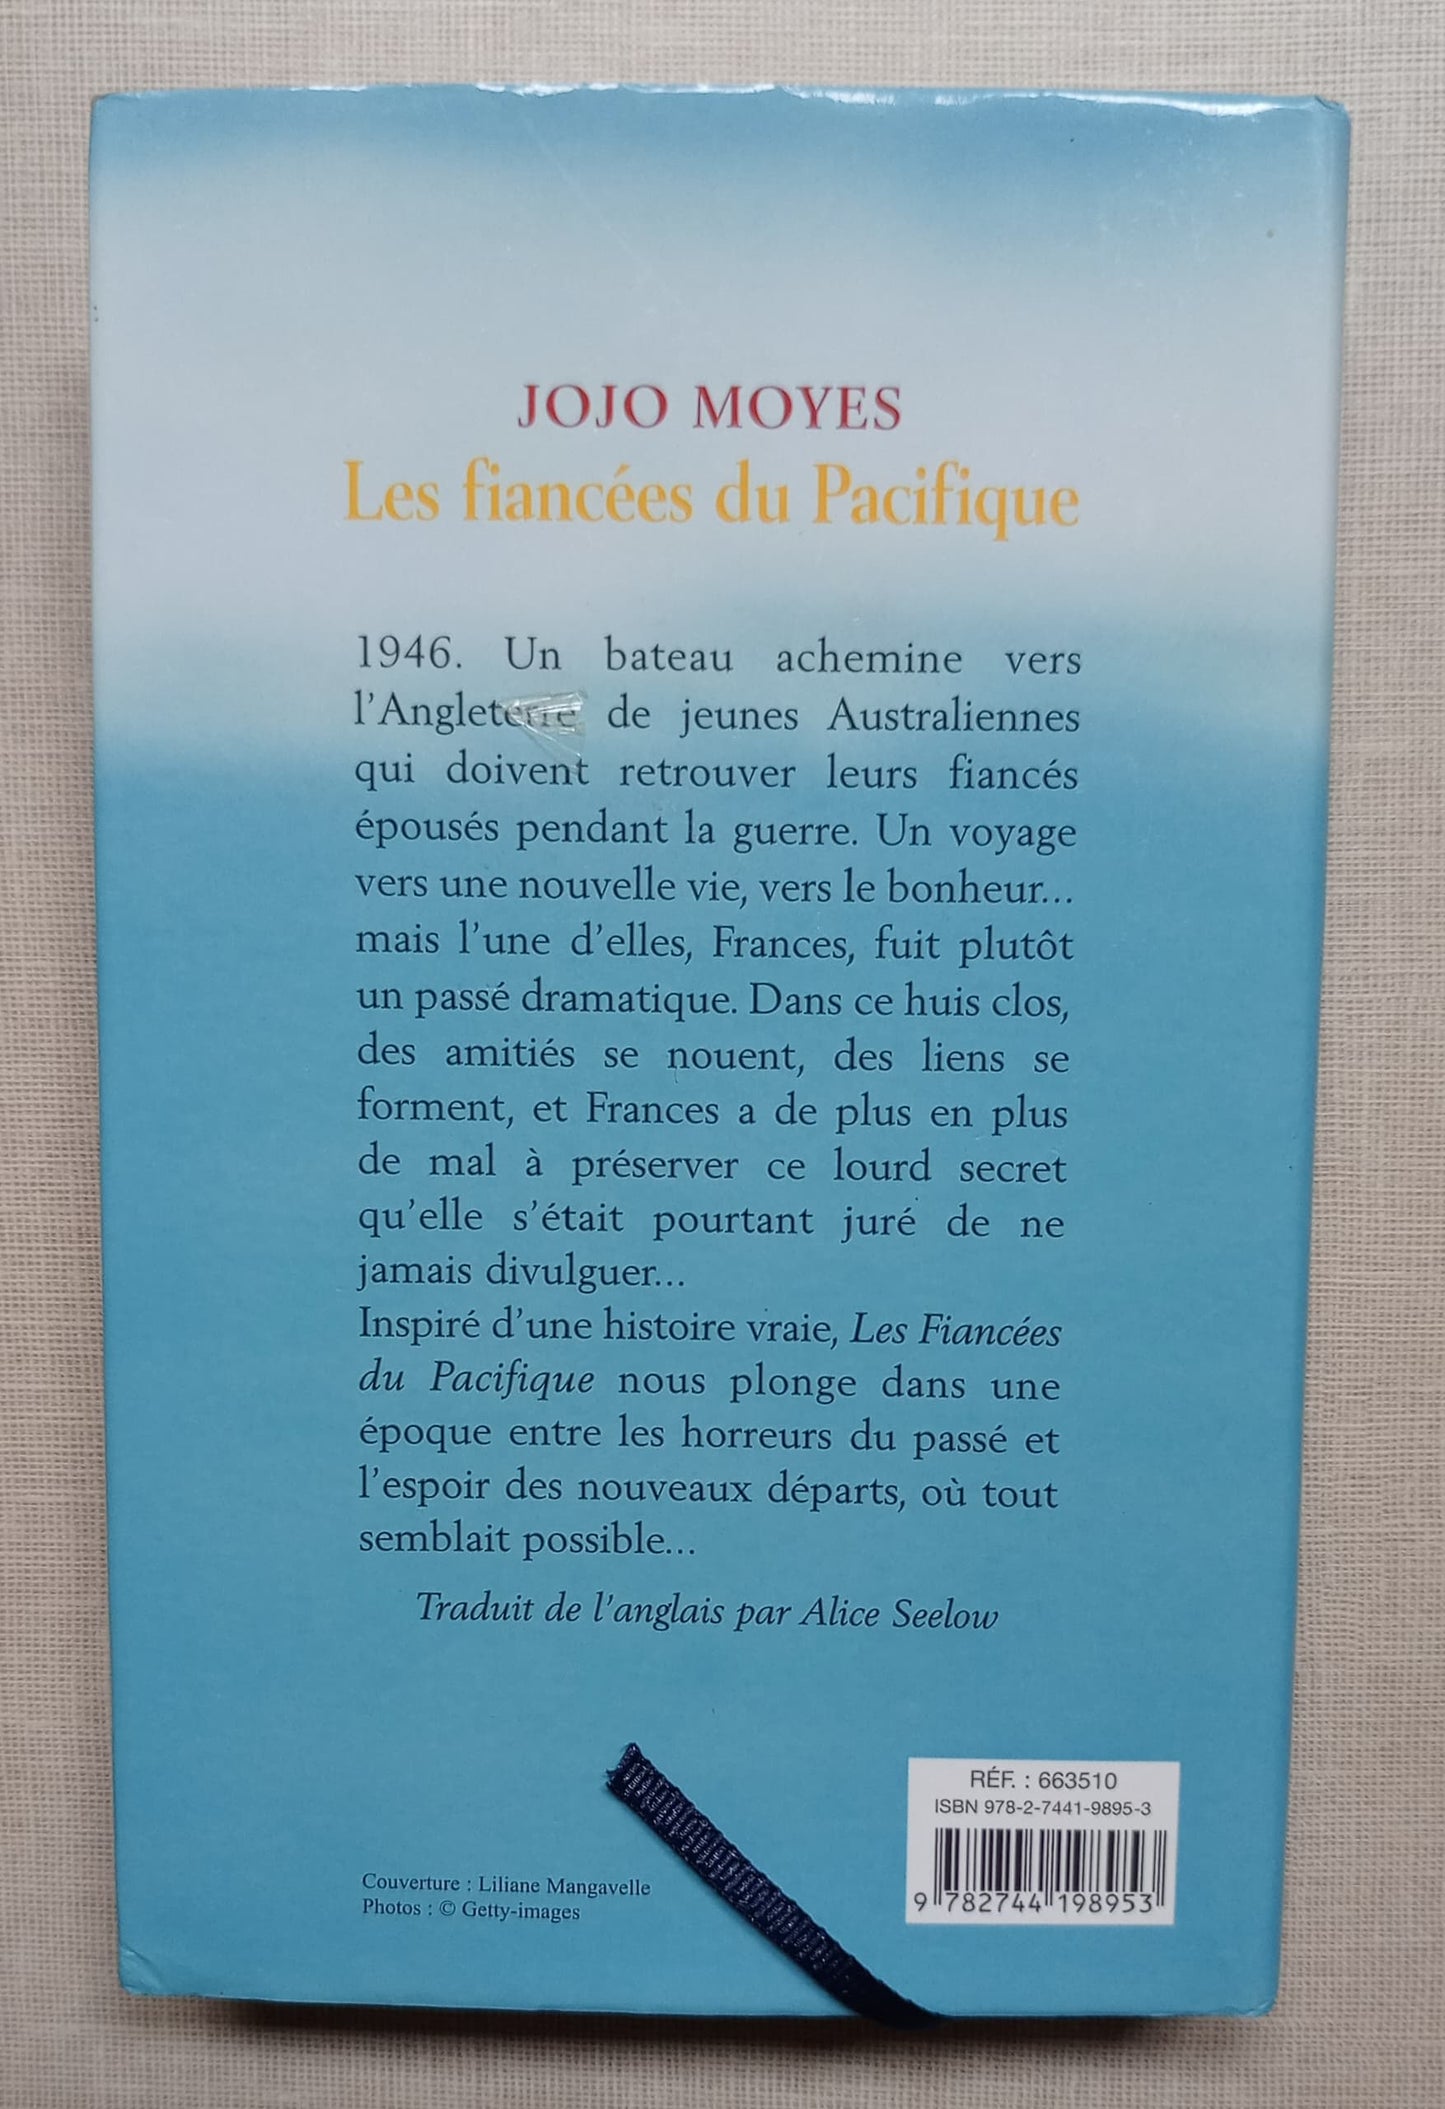 JOJO MOYES
Les fiancées du Pacifique
1946. Un bateau achemine vers
l'Angleterre de jeunes Australiennes
qui doivent retrouver leurs fiancés
épousés pendant la guerre. Un voyage
vers une nouvelle vie, vers le bonheur...
mais l'une d'elles, Frances, fuit plutôt
un passé dramatique. Dans ce huis clos,
des amitiés se nouent, des liens se
forment, et Frances a de plus en plus
de mal à préserver ce lourd secret
qu'elle s'était pourtant juré de ne
jamais divulguer...
Inspiré d'une histoire vraie, Les Fiancées
du Pacifique nous plonge dans une
époque entre les horreurs du passé et
l'espoir des nouveaux départs, où tout
semblait possible...
Traduit de l'anglais par Alice Seelow
RÉF. : 663510
ISBN 978-2-7441-9895-3
9 782744 198953
Couverture : Liliane Mangavelle
Photos : © Getty-images